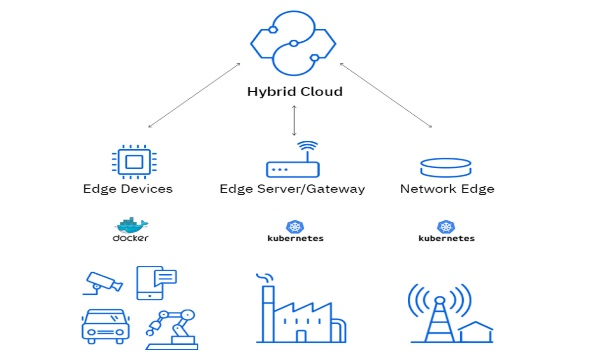 Hybrid Cloud
Edge Devices
Edge Server/Gateway
Network Edge
docker
kubernetes
kubernetes